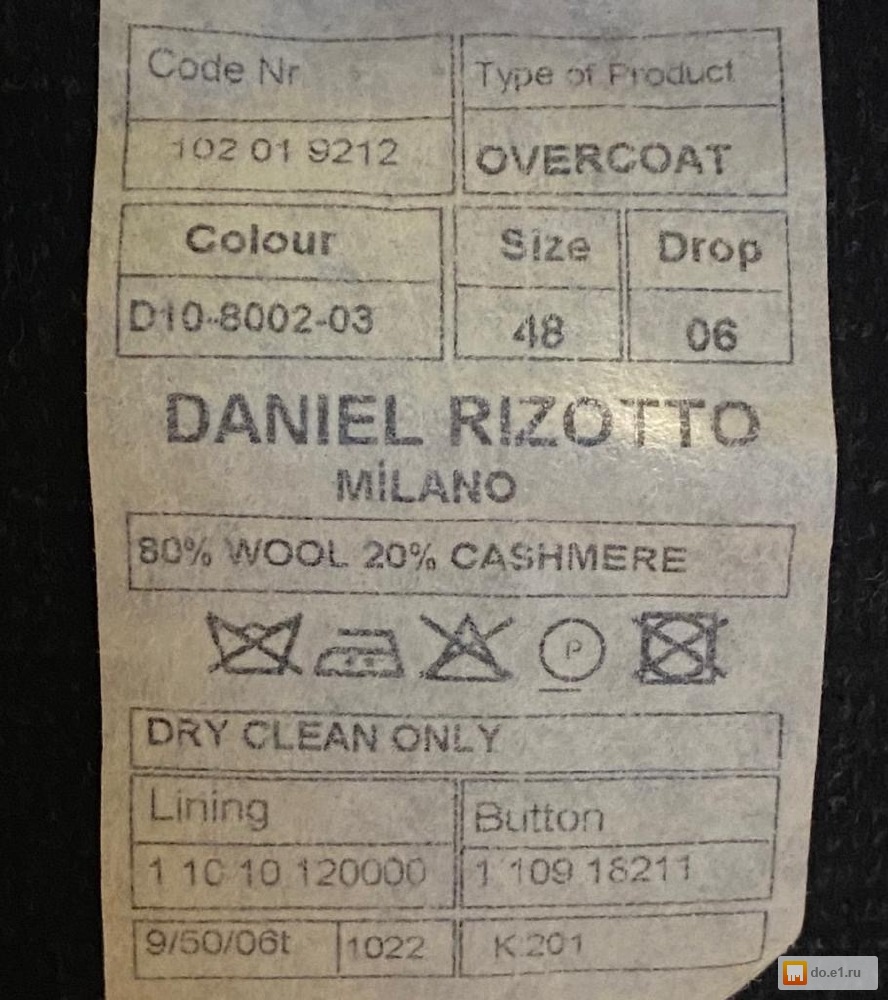 Code Nr
Type of Product
102 01 9212
OVERCOAT
Colour
Size
Drop
D10-8002-03
48
06
DANIEL RIZOTTO
MİLANO
80% WOOL 20% CASHMERE
P
DRY CLEAN ONLY
Lining
Button
1 10 10 120000
1 109 18211
9/50/06t
1022
K 201
do.e1.ru